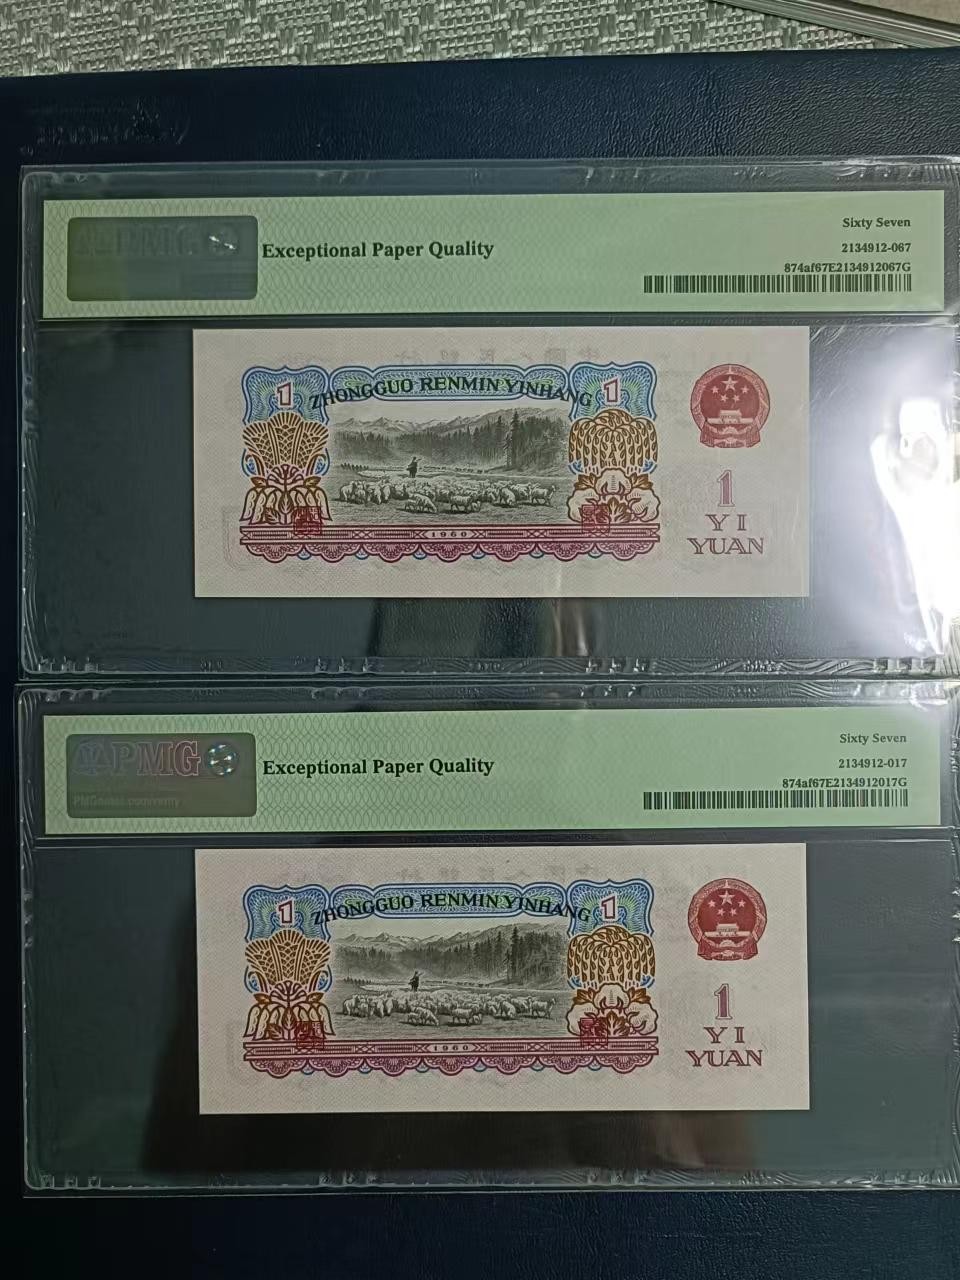 Exceptional Paper Quality
Sixty Seven
2134912-067
874af67E2134912067G
1
ZHONGGUO RENMIN YINHANG
1
1960
1
YI
YUAN
PMG
Exceptional Paper Quality
Sixty Seven
2134912-017
874af67E2134912017G
1
ZHONGGUO RENMIN YINHANG
1
1960
1
YI
YUAN